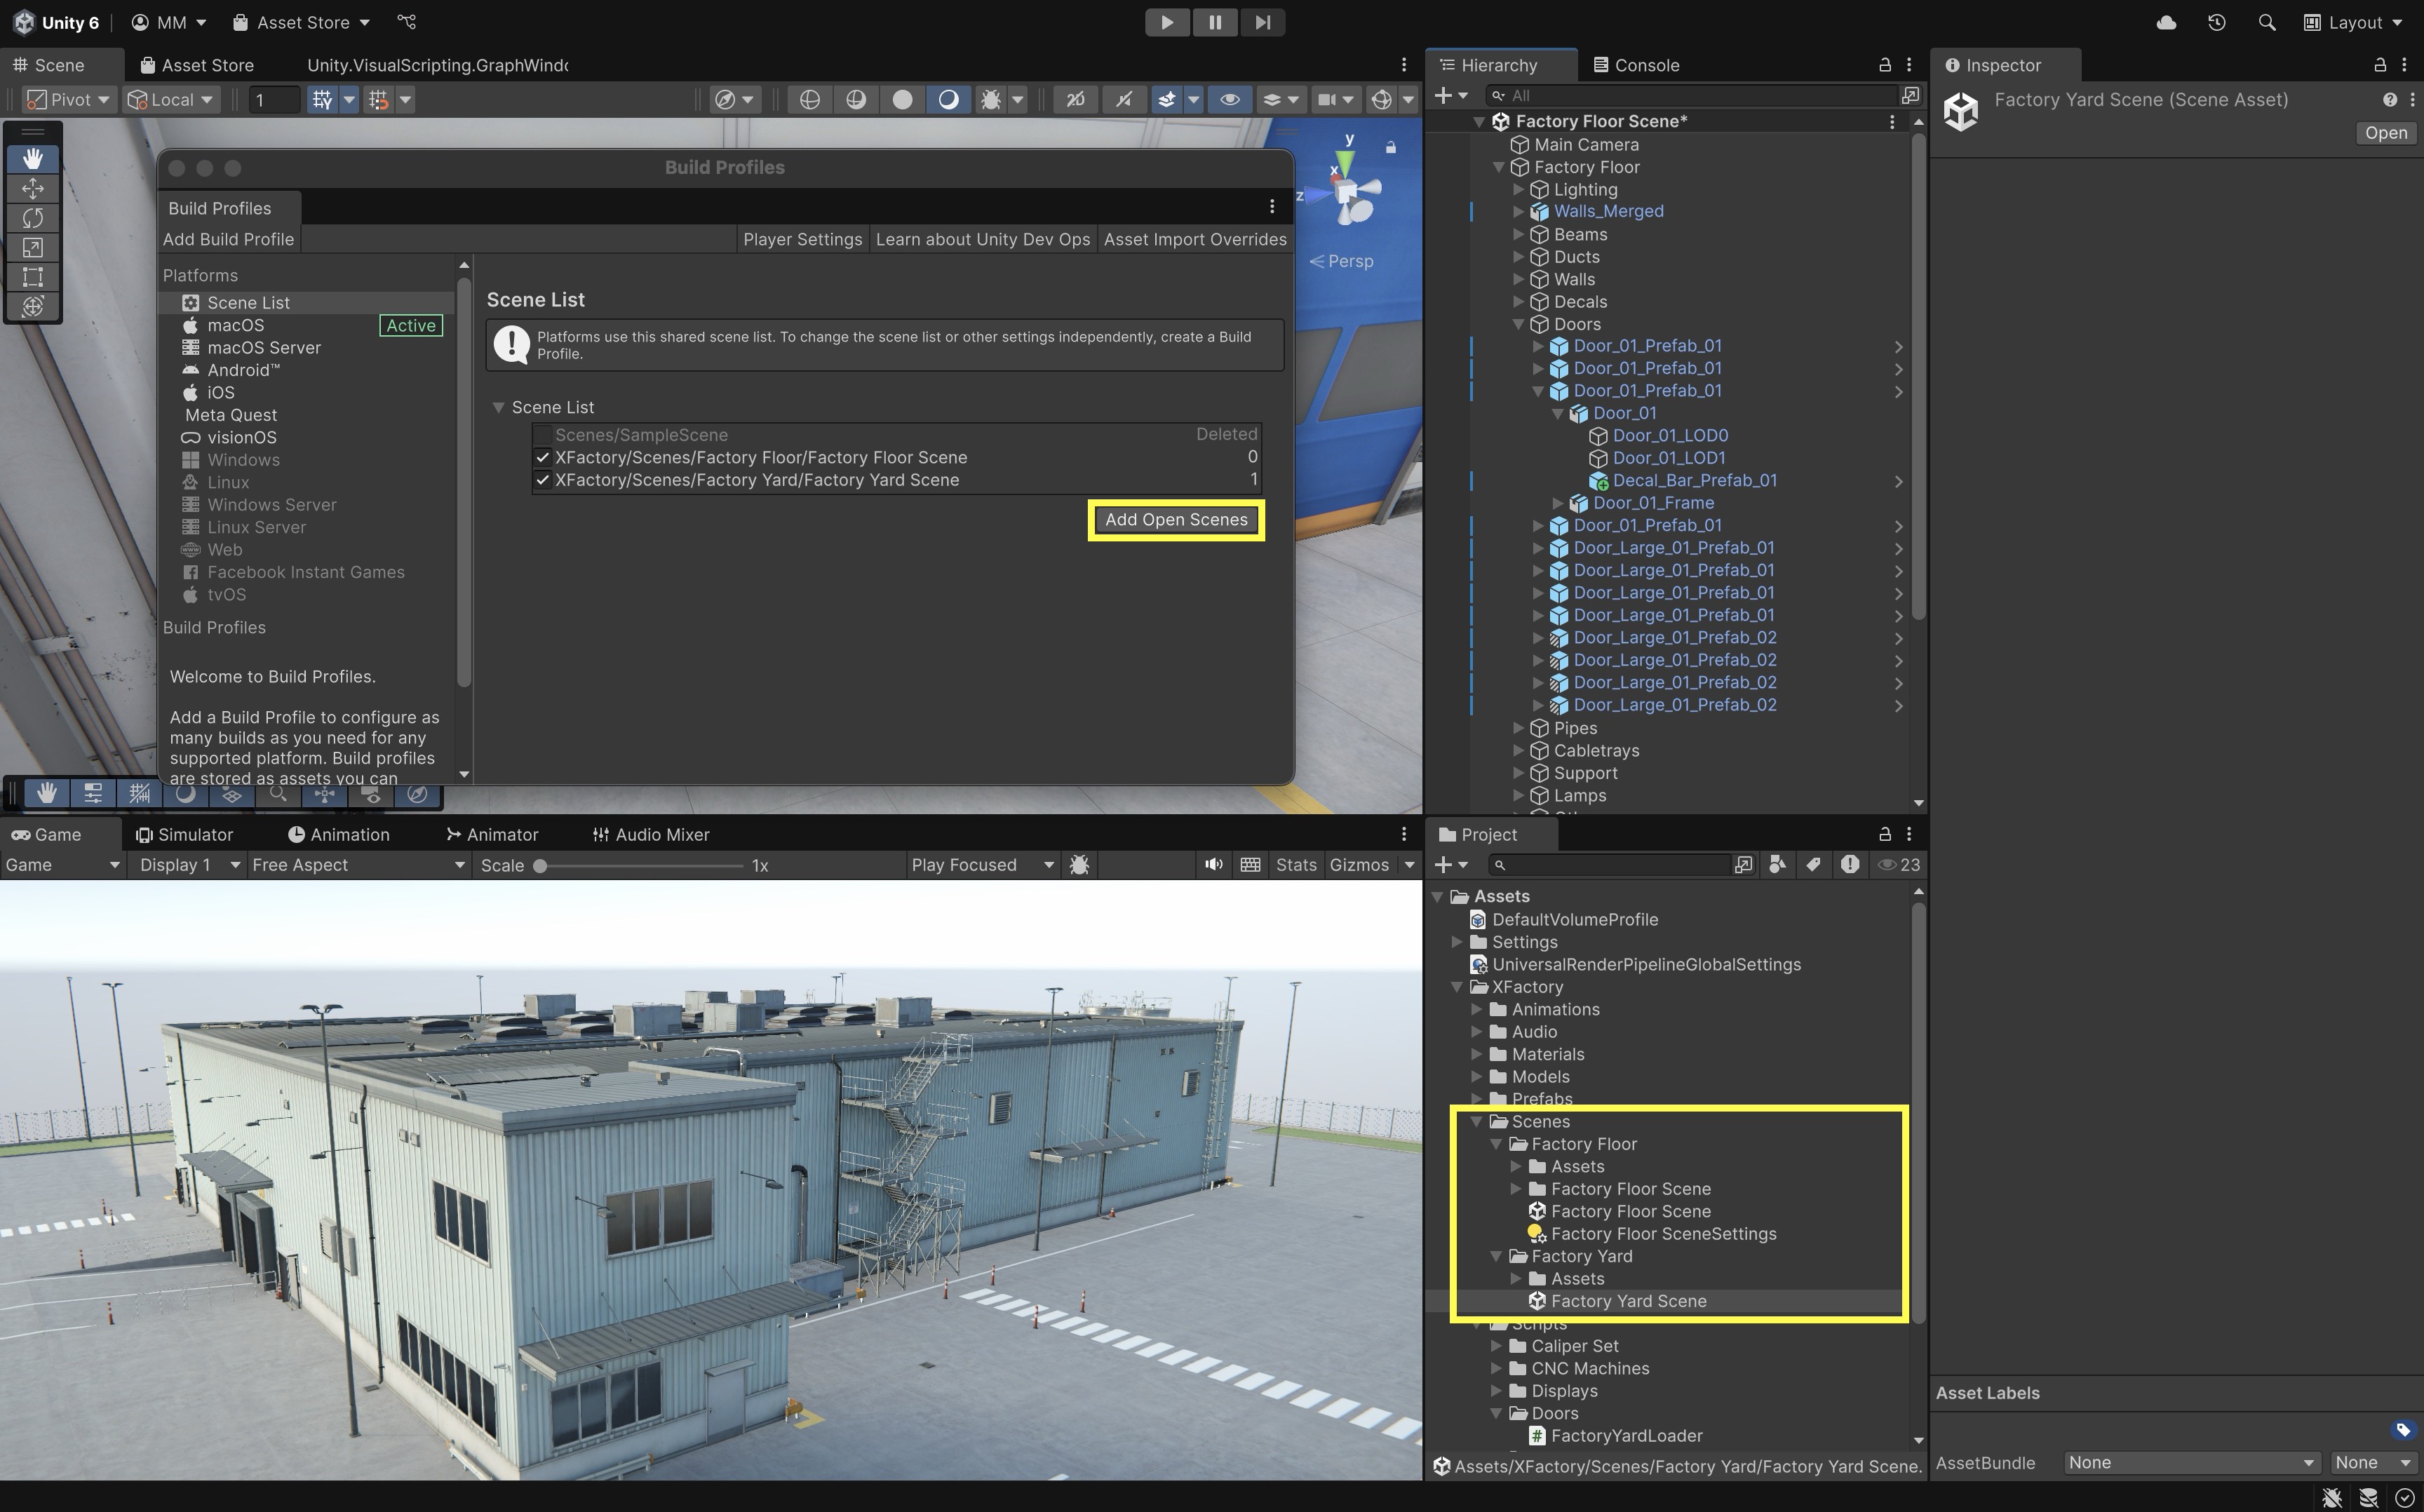 Unity 6
MM
Asset Store
Layout
Scene
Asset Store
Unity.VisualScripting.GraphWindo
Pivot
Local
1
2D
y
x
z
Persp
Build Profiles
Build Profiles
Add Build Profile
Player Settings
Learn about Unity Dev Ops
Asset Import Overrides
Platforms
Scene List
macOS
Active
macOS Server
Android™
iOS
Meta Quest
visionOS
Windows
Linux
Windows Server
Linux Server
Web
Facebook Instant Games
tvOS
Build Profiles
Welcome to Build Profiles.
Add a Build Profile to configure as
many builds as you need for any
supported platform. Build profiles
are stored as assets you can
Scene List
Platforms use this shared scene list. To change the scene list or other settings independently, create a Build
Profile.
Scene List
Scenes/SampleScene Deleted
XFactory/Scenes/Factory Floor/Factory Floor Scene 0
XFactory/Scenes/Factory Yard/Factory Yard Scene 1
Add Open Scenes
Hierarchy
Console
All
Factory Floor Scene*
Main Camera
Factory Floor
Lighting
Walls_Merged
Beams
Ducts
Walls
Decals
Doors
Door_01_Prefab_01
Door_01_Prefab_01
Door_01_Prefab_01
Door_01
Door_01_LOD0
Door_01_LOD1
Decal_Bar_Prefab_01
Door_01_Frame
Door_01_Prefab_01
Door_Large_01_Prefab_01
Door_Large_01_Prefab_01
Door_Large_01_Prefab_01
Door_Large_01_Prefab_01
Door_Large_01_Prefab_02
Door_Large_01_Prefab_02
Door_Large_01_Prefab_02
Door_Large_01_Prefab_02
Pipes
Cabletrays
Support
Lamps
Inspector
Factory Yard Scene (Scene Asset)
Open
Game
Simulator
Animation
Animator
Audio Mixer
Game
Display 1
Free Aspect
Scale
1x
Play Focused
Stats
Gizmos
Project
23
Assets
DefaultVolumeProfile
Settings
UniversalRenderPipelineGlobalSettings
XFactory
Animations
Audio
Materials
Models
Prefabs
Scenes
Factory Floor
Assets
Factory Floor Scene
Factory Floor Scene
Factory Floor SceneSettings
Factory Yard
Assets
Factory Yard Scene
Scripts
Caliper Set
CNC Machines
Displays
Doors
FactoryYardLoader
Assets/XFactory/Scenes/Factory Yard/Factory Yard Scene.
Asset Labels
AssetBundle
None
None